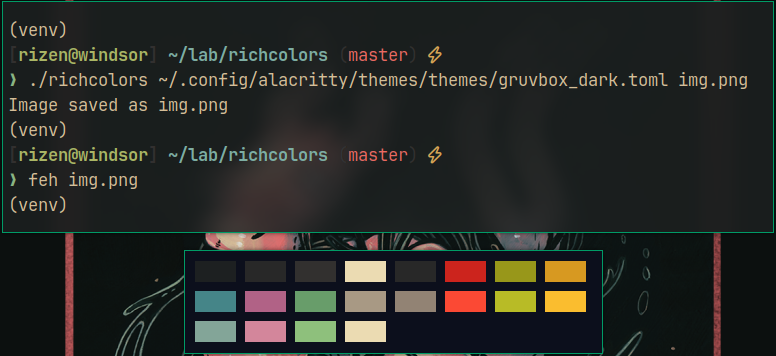 (venv)
[rizen@windsor] ~/lab/richcolors (master) ⚡
❯ ./richcolors ~/.config/alacritty/themes/themes/gruvbox_dark.toml img.png
Image saved as img.png
(venv)
[rizen@windsor] ~/lab/richcolors (master) ⚡
❯ feh img.png
(venv)